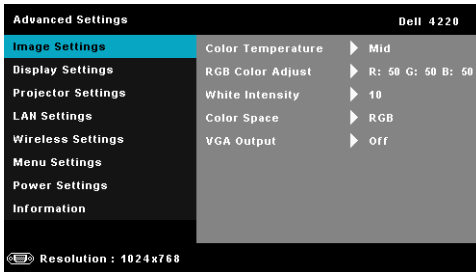 Advanced Settings Dell 4220
Image Settings Color Temperature Mid
Display Settings RGB Color Adjust R: 50 G: 50 B: 50
Projector Settings White Intensity 10
LAN Settings Color Space RGB
Wireless Settings VGA Output Off
Menu Settings
Power Settings
Information
Resolution : 1024x768